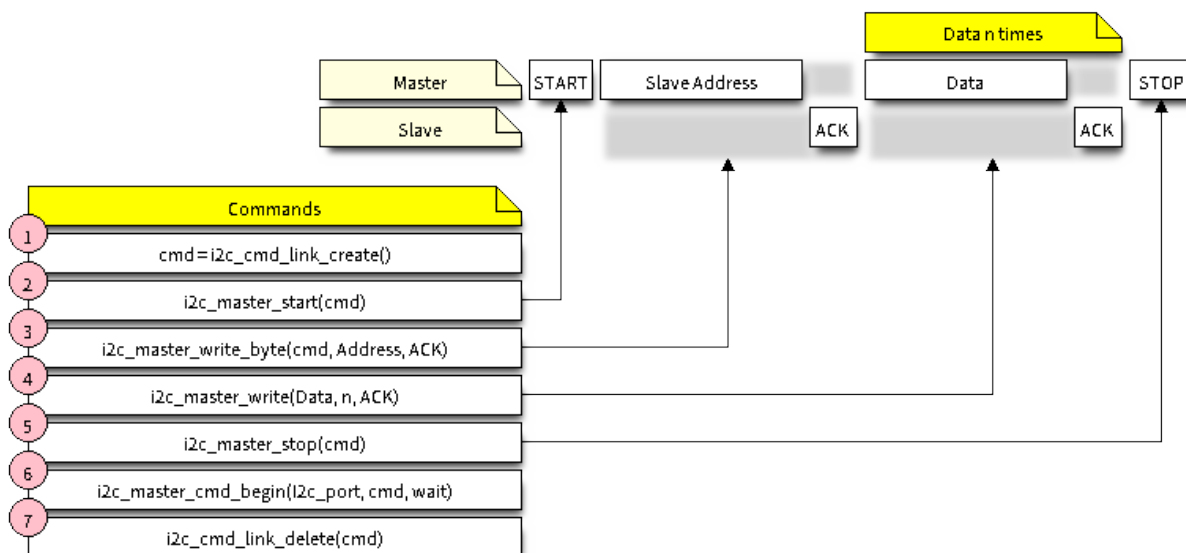 Data n times
Master START Slave Address Data STOP
Slave ACK ACK
Commands
1
cmd=i2c_cmd_link_create()
2
i2c_master_start(cmd)
3
i2c_master_write_byte(cmd, Address, ACK)
4
i2c_master_write(Data, n, ACK)
5
i2c_master_stop(cmd)
6
i2c_master_cmd_begin(I2c_port, cmd, wait)
7
i2c_cmd_link_delete(cmd)